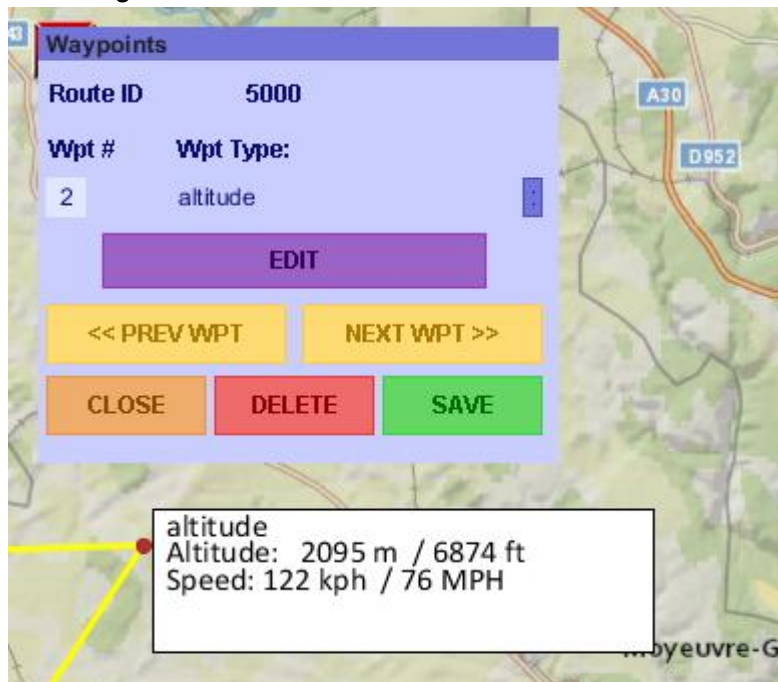 43
Waypoints
Route ID 5000
Wpt # Wpt Type:
2 altitude :
EDIT
<< PREV WPT NEXT WPT >>
CLOSE DELETE SAVE
A30
D952
altitude
Altitude: 2095 m / 6874 ft
Speed: 122 kph / 76 MPH